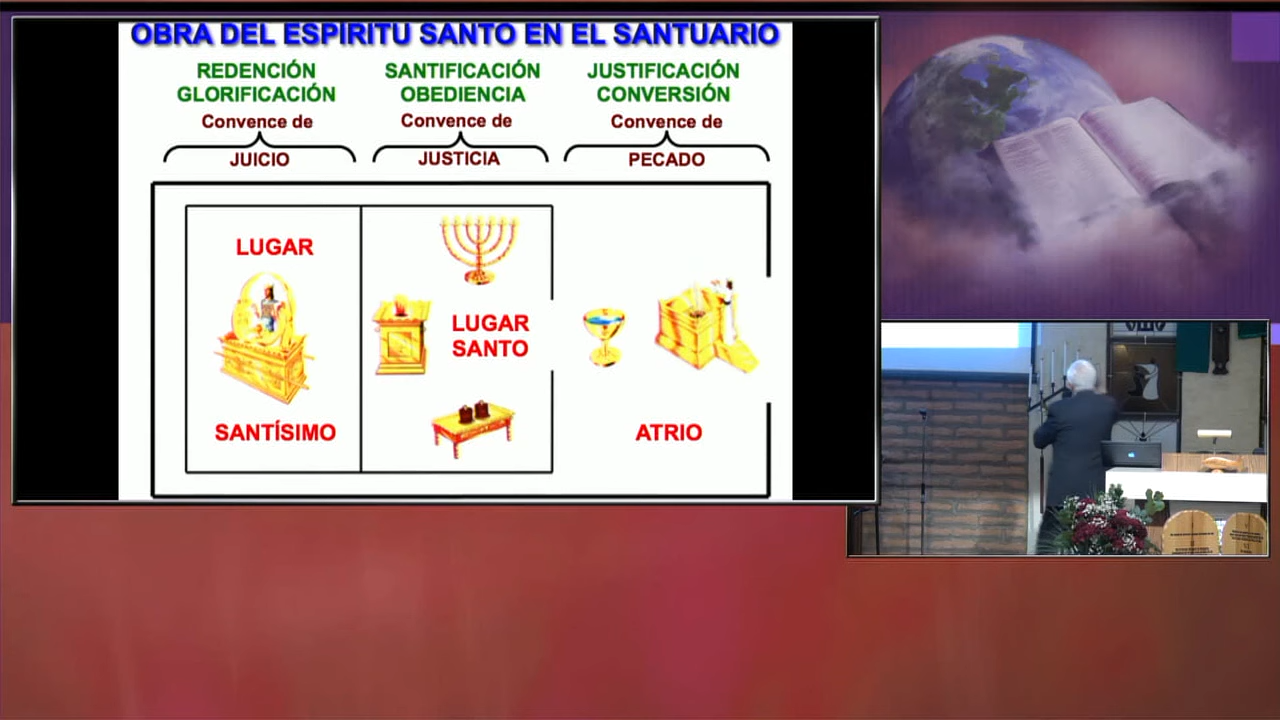 OBRA DEL ESPIRITU SANTO EN EL SANTUARIO
REDENCIÓN
GLORIFICACIÓN
Convence de
JUICIO
SANTIFICACIÓN
OBEDIENCIA
Convence de
JUSTICIA
JUSTIFICACIÓN
CONVERSIÓN
Convence de
PECADO
LUGAR
SANTÍSIMO
LUGAR
SANTO
ATRIO